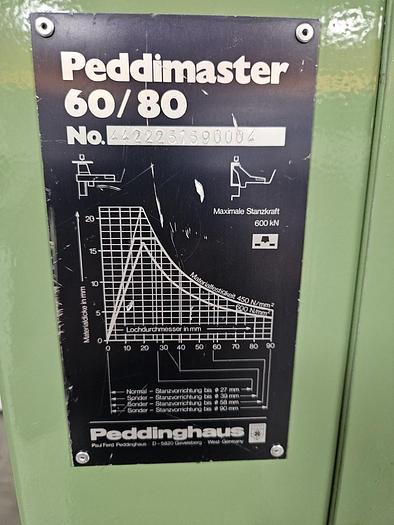 Peddimaster
60/80
No.
Maximale Stanzkraft
600 kN
Materialdicke in mm
20
15
10
5
0
Materialfestigkeit 450 N/mm²
600 N/mm²
Lochdurchmesser in mm
0 10 20 30 40 50 60 70 80 90
Normal - Stanzvorrichtung bis ø 27 mm
Sonder - Stanzvorrichtung bis ø 39 mm
Sonder - Stanzvorrichtung bis ø 58 mm
Sonder - Stanzvorrichtung bis ø 90 mm
Peddinghaus
Paul Ferd. Peddinghaus D - 5820 Gevelsberg - West-Germany